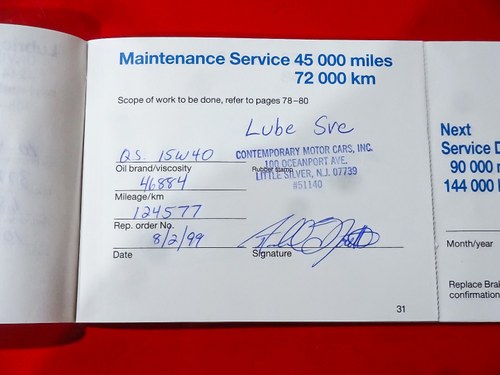 Maintenance Service 45 000 miles
72 000 km
Scope of work to be done, refer to pages 78–80
Lube Svc
Q.S. 15W40
Oil brand/viscosity
CONTEMPORARY MOTOR CARS, INC.
100 OCEANPORT AVE.
Rubber stamp
LITTLE SILVER, N.J. 07739
#51140
46884
Mileage/km
124577
Rep. order No.
8/2/99
Date
Signature
31
Next
Service D
90 000 m
144 000
Month/year
Replace Bra
confirmation